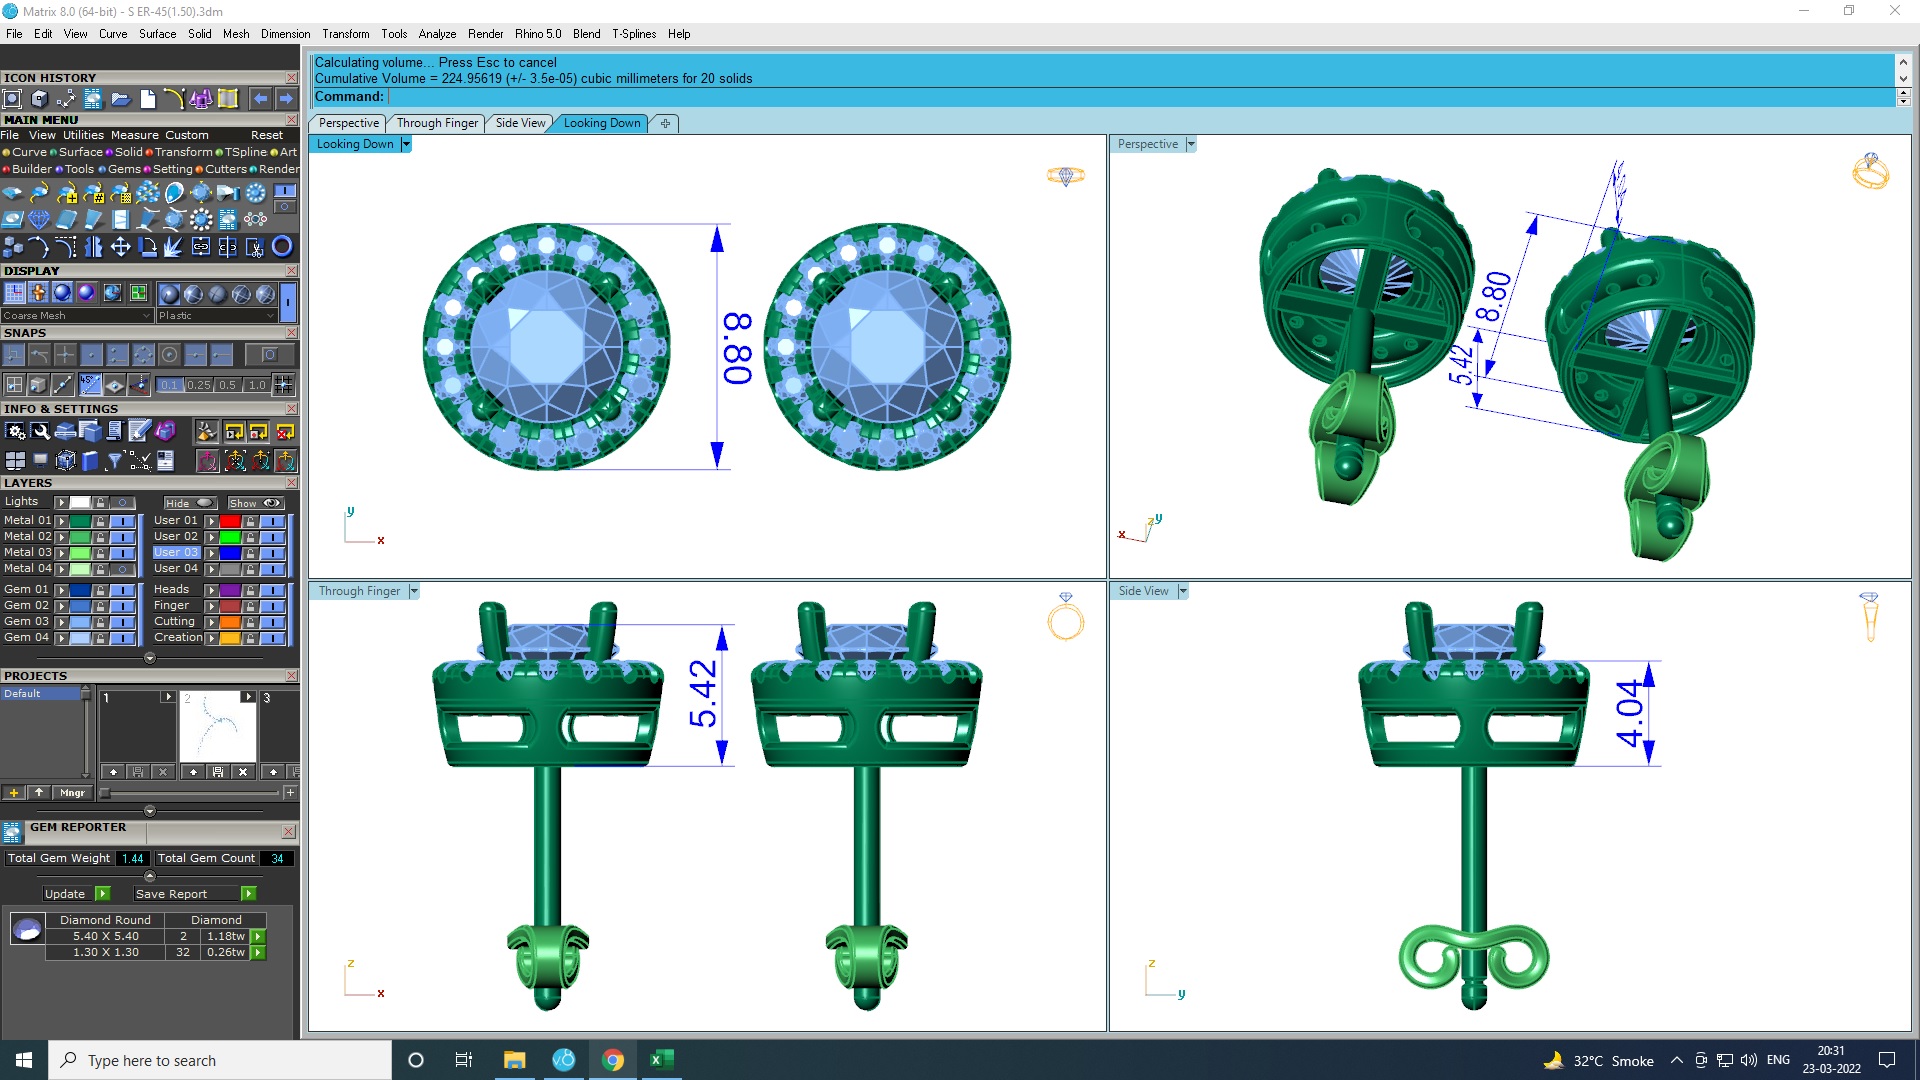 Matrix 8.0 (64-bit) - S ER-45(1.50).3dm
File Edit View Curve Surface Solid Mesh Dimension Transform Tools Analyze Render Rhino 5.0 Blend T-Splines Help
Calculating volume... Press Esc to cancel
Cumulative Volume = 224.95619 (+/- 3.5e-05) cubic millimeters for 20 solids
Command:
Perspective Through Finger Side View Looking Down
ICON HISTORY
MAIN MENU
File View Utilities Measure Custom Reset
Curve Surface Solid Transform TSpline Art
Builder Tools Gems Setting Cutters Render
DISPLAY
Coarse Mesh Plastic
SNAPS
45°
0.1 0.25 0.5 1.0
INFO & SETTINGS
LAYERS
Lights Hide Show
Metal 01 User 01
Metal 02 User 02
Metal 03 User 03
Metal 04 User 04
Gem 01 Heads
Gem 02 Finger
Gem 03 Cutting
Gem 04 Creation
PROJECTS
Default
1 2 3
Mngr
GEM REPORTER
Total Gem Weight 1.44 Total Gem Count 34
Update Save Report
Diamond Round Diamond
5.40 X 5.40 2 1.18tw
1.30 X 1.30 32 0.26tw
Looking Down
8.80
y
x
Perspective
8.80
5.42
x z y
Through Finger
5.42
z
x
Side View
4.04
z
y
Type here to search
32°C Smoke
ENG
20:31
23-03-2022